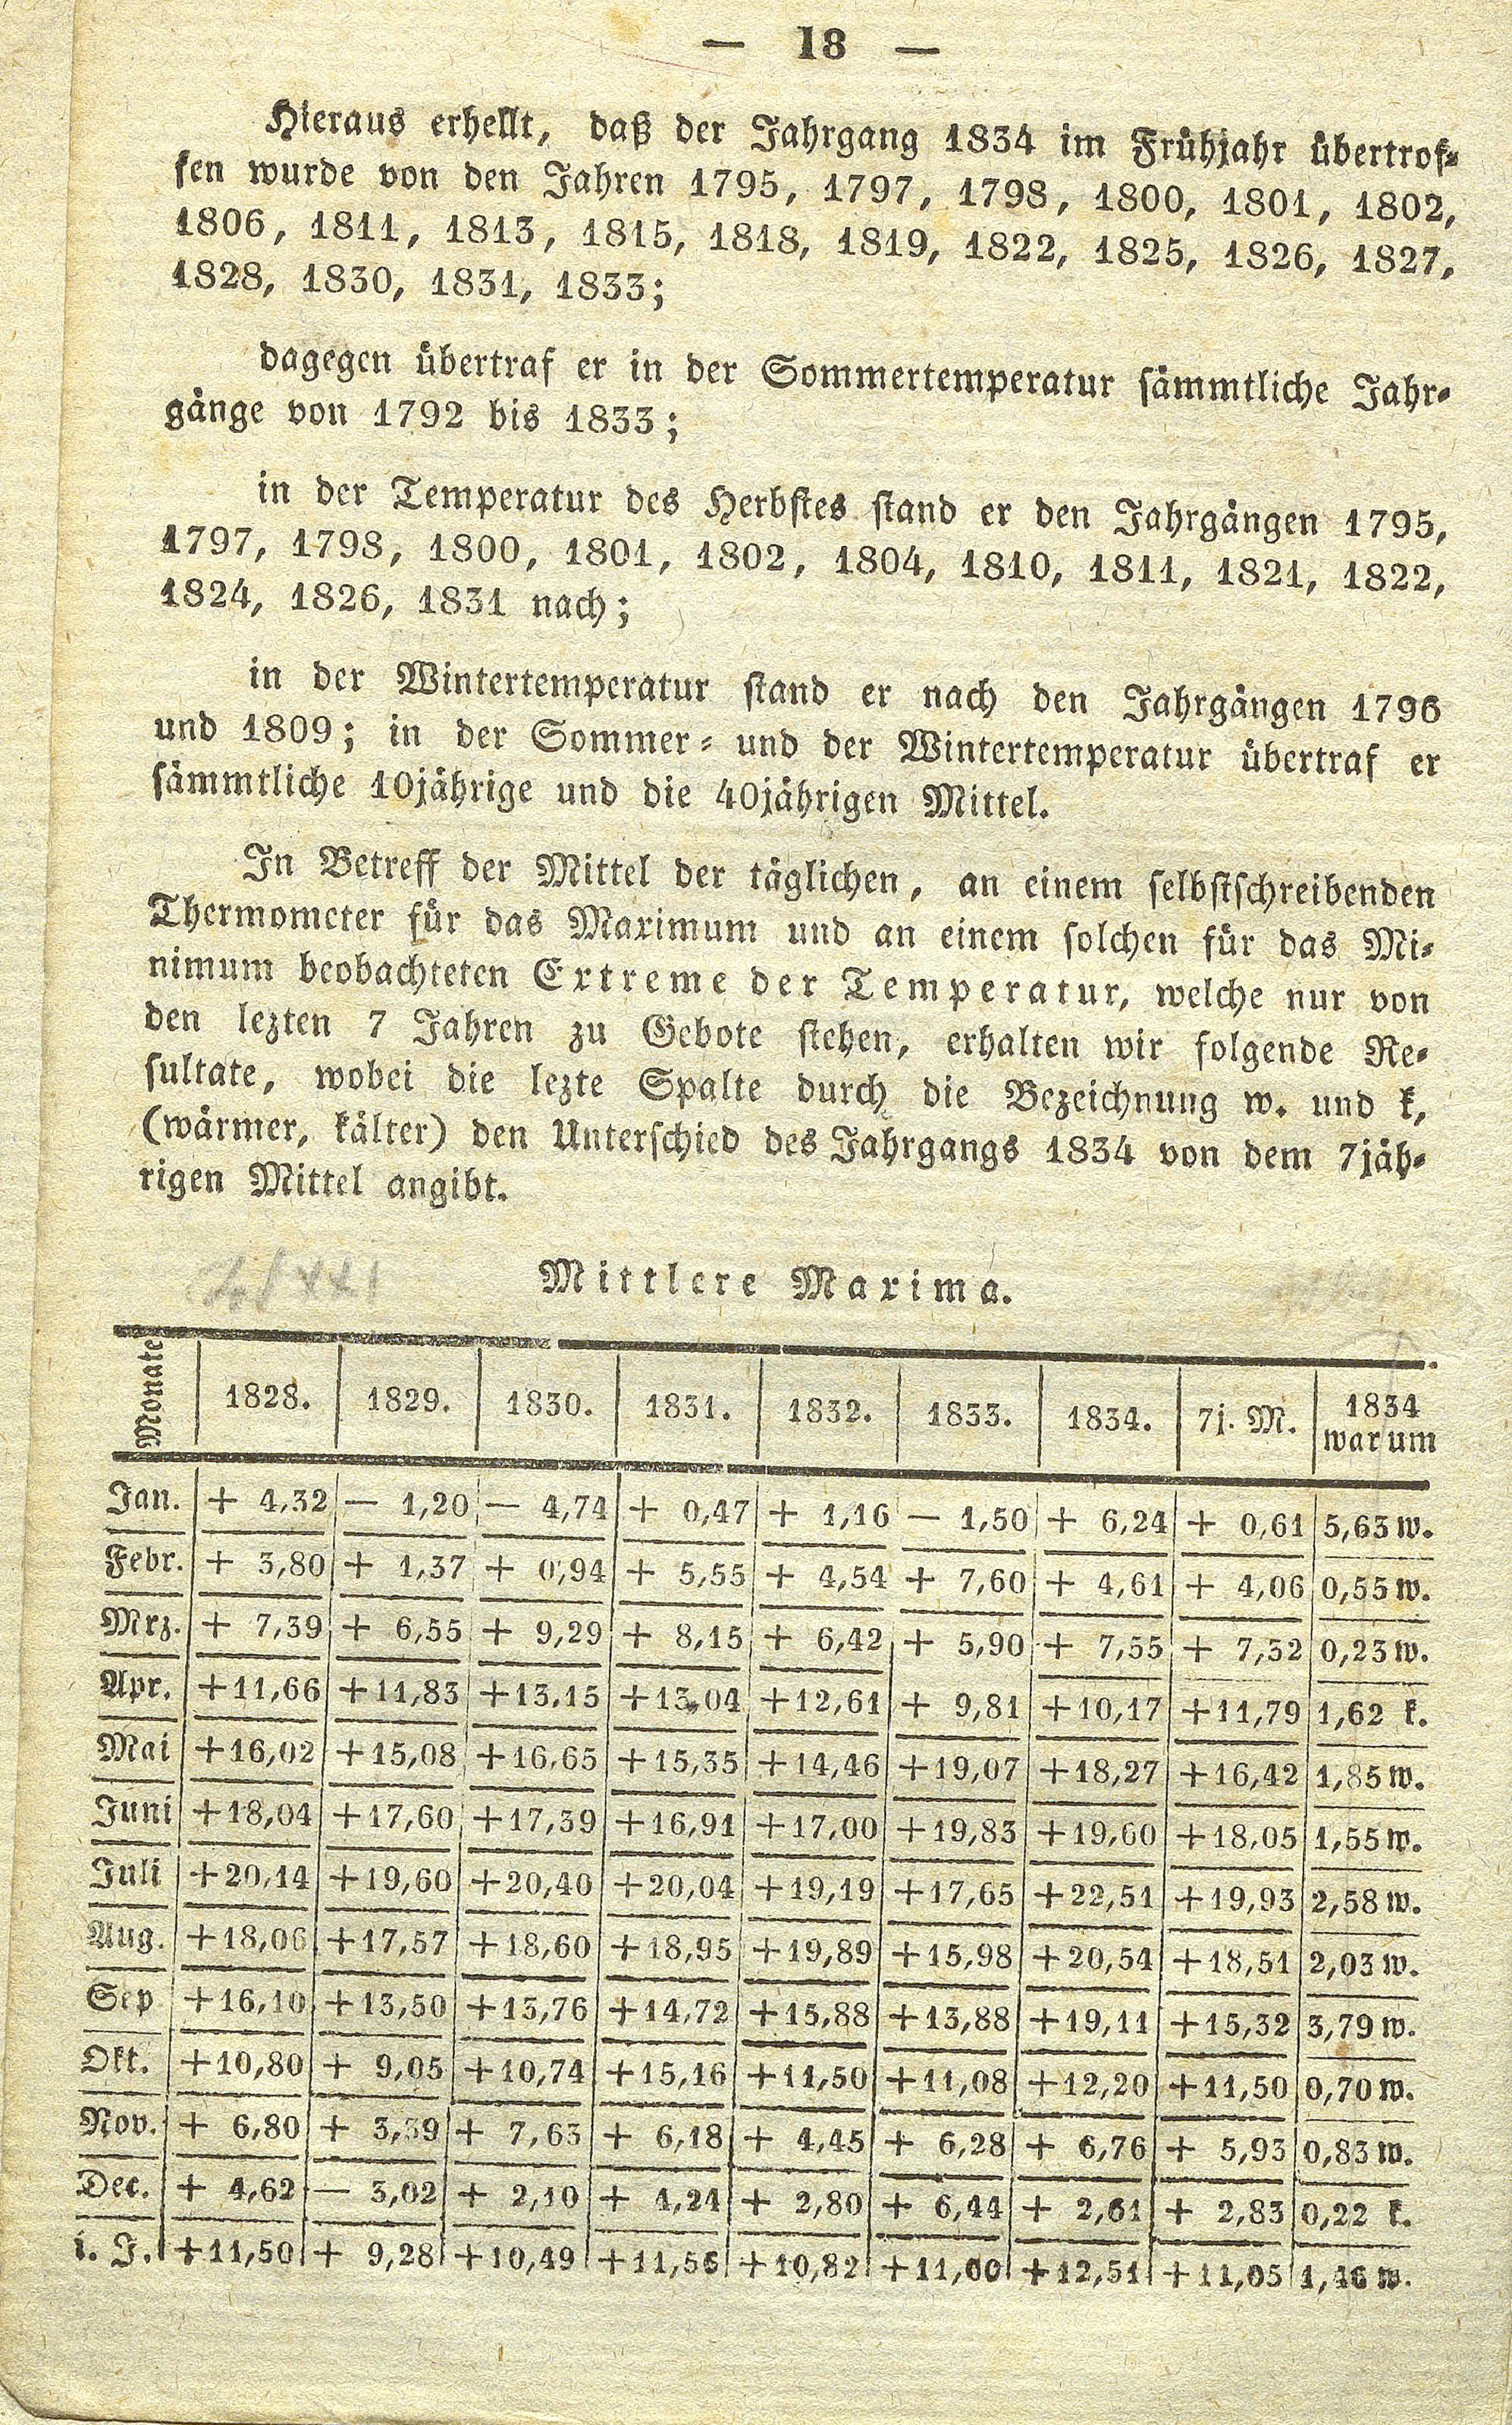 — 18 —
Hieraus erhellt, daß der Jahrgang 1834 im Frühjahr übertrof-
fen wurde von den Jahren 1795, 1797, 1798, 1800, 1801, 1802,
1806, 1811, 1813, 1815, 1818, 1819, 1822, 1825, 1826, 1827,
1828, 1830, 1831, 1833;
dagegen übertraf er in der Sommertemperatur sämmtliche Jahr-
gänge von 1792 bis 1833;
in der Temperatur des Herbstes stand er den Jahrgängen 1795,
1797, 1798, 1800, 1801, 1802, 1804, 1810, 1811, 1821, 1822,
1824, 1826, 1831 nach;
in der Wintertemperatur stand er nach den Jahrgängen 1796
und 1809; in der Sommer- und der Wintertemperatur übertraf er
sämmtliche 10jährige und die 40jährigen Mittel.
In Betreff der Mittel der täglichen, an einem selbstschreibenden
Thermometer für das Maximum und an einem solchen für das Mi-
nimum beobachteten Extreme der Temperatur, welche nur von
den lezten 7 Jahren zu Gebote stehen, erhalten wir folgende Re-
sultate, wobei die lezte Spalte durch die Bezeichnung w. und k,
(wärmer, kälter) den Unterschied des Jahrgangs 1834 von dem 7jäh-
rigen Mittel angibt.
Mittlere Maxima.
Monate 1828. 1829. 1830. 1831. 1832. 1833. 1834. 7j. M. 1834 war um
Jan. + 4,32 − 1,20 − 4,74 + 0,47 + 1,16 − 1,50 + 6,24 + 0,61 5,63 w.
Febr. + 3,80 + 1,37 + 0,94 + 5,55 + 4,54 + 7,60 + 4,61 + 4,06 0,55 w.
Mrz. + 7,39 + 6,55 + 9,29 + 8,15 + 6,42 + 5,90 + 7,55 + 7,32 0,23 w.
Apr. +11,66 +11,83 +13,15 +13,04 +12,61 + 9,81 +10,17 +11,79 1,62 k.
Mai +16,02 +15,08 +16,65 +15,35 +14,46 +19,07 +18,27 +16,42 1,85 w.
Juni +18,04 +17,60 +17,39 +16,91 +17,00 +19,83 +19,60 +18,05 1,55 w.
Juli +20,14 +19,60 +20,40 +20,04 +19,19 +17,65 +22,51 +19,93 2,58 w.
Aug. +18,06 +17,57 +18,60 +18,95 +19,89 +15,98 +20,54 +18,51 2,03 w.
Sep +16,10 +13,50 +13,76 +14,72 +15,88 +13,88 +19,11 +15,32 3,79 w.
Okt. +10,80 + 9,05 +10,74 +15,16 +11,50 +11,08 +12,20 +11,50 0,70 w.
Nov. + 6,80 + 3,39 + 7,63 + 6,18 + 4,45 + 6,28 + 6,76 + 5,93 0,83 w.
Dec. + 4,62 − 3,02 + 2,10 + 4,24 + 2,80 + 6,44 + 2,61 + 2,83 0,22 k.
i. J. +11,50 + 9,28 +10,49 +11,56 +10,82 +11,00 +12,51 +11,05 1,46 w.